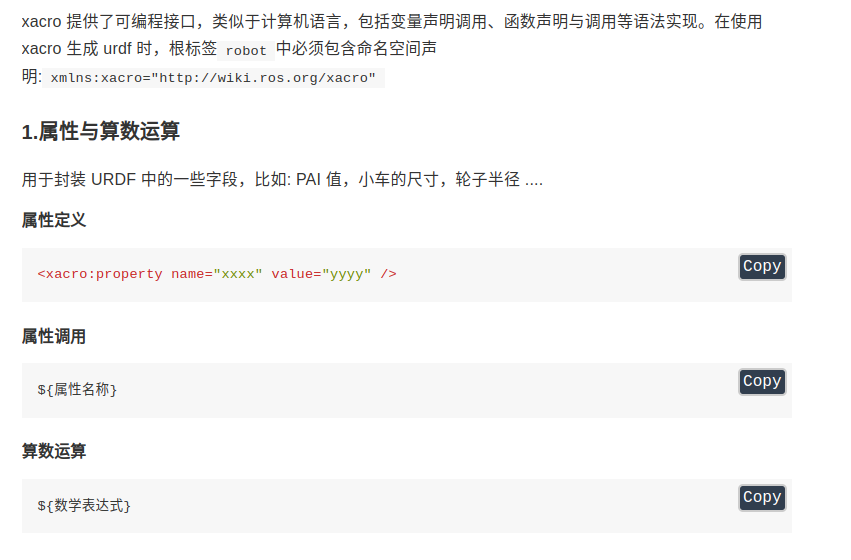 xacro 提供了可编程接口，类似于计算机语言，包括变量声明调用、函数声明与调用等语法实现。在使用
xacro 生成 urdf 时，根标签 robot 中必须包含命名空间声
明: xmlns:xacro="http://wiki.ros.org/xacro"
1.属性与算数运算
用于封装 URDF 中的一些字段，比如: PAI 值，小车的尺寸，轮子半径 ....
属性定义
<xacro:property name="xxxx" value="yyyy" />
Copy
属性调用
${属性名称}
Copy
算数运算
${数学表达式}
Copy